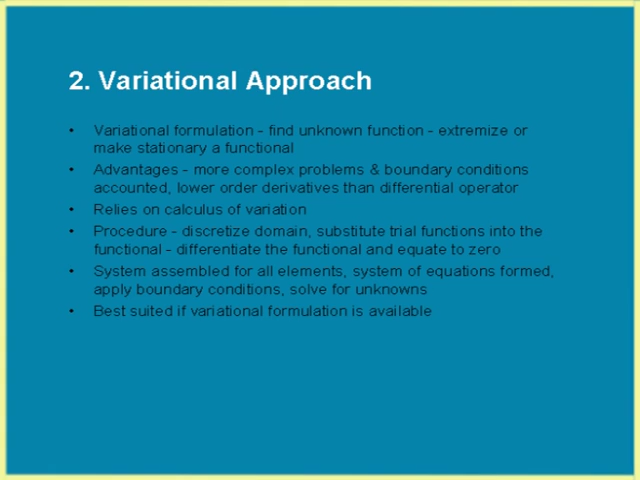 2. Variational Approach
• Variational formulation - find unknown function - extremize or
make stationary a functional
• Advantages - more complex problems & boundary conditions
accounted, lower order derivatives than differential operator
• Relies on calculus of variation
• Procedure - discretize domain, substitute trial functions into the
functional - differentiate the functional and equate to zero
• System assembled for all elements, system of equations formed,
apply boundary conditions, solve for unknowns
• Best suited if variational formulation is available